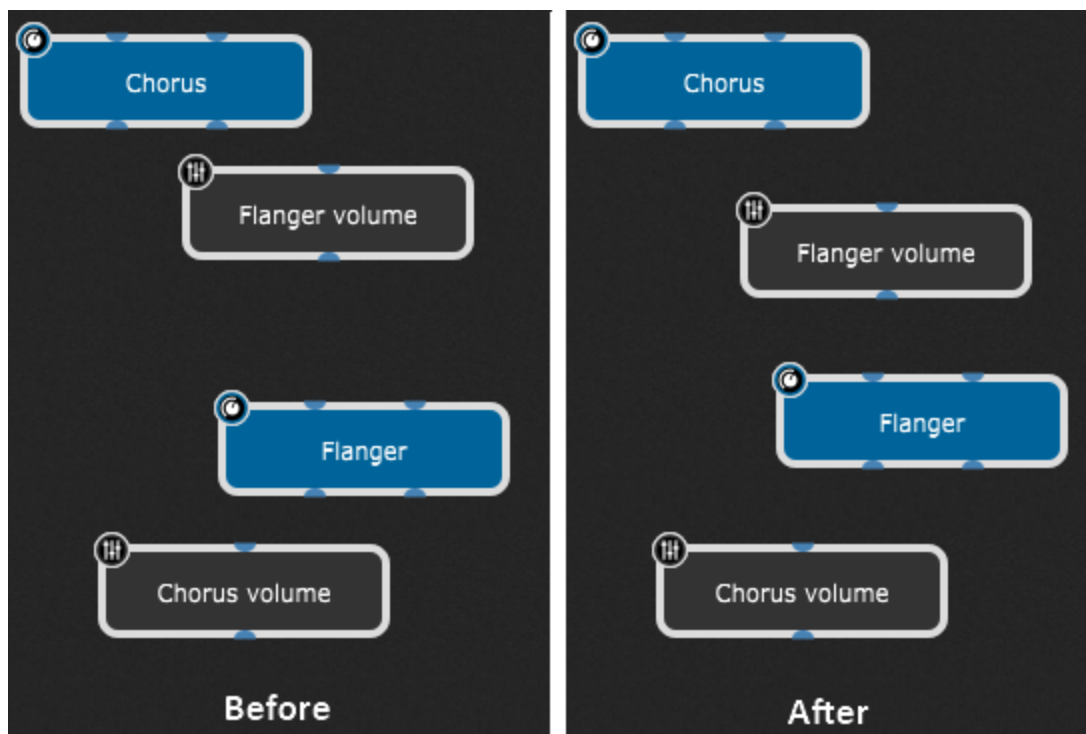 Chorus
Flanger volume
Flanger
Chorus volume
Before
Chorus
Flanger volume
Flanger
Chorus volume
After